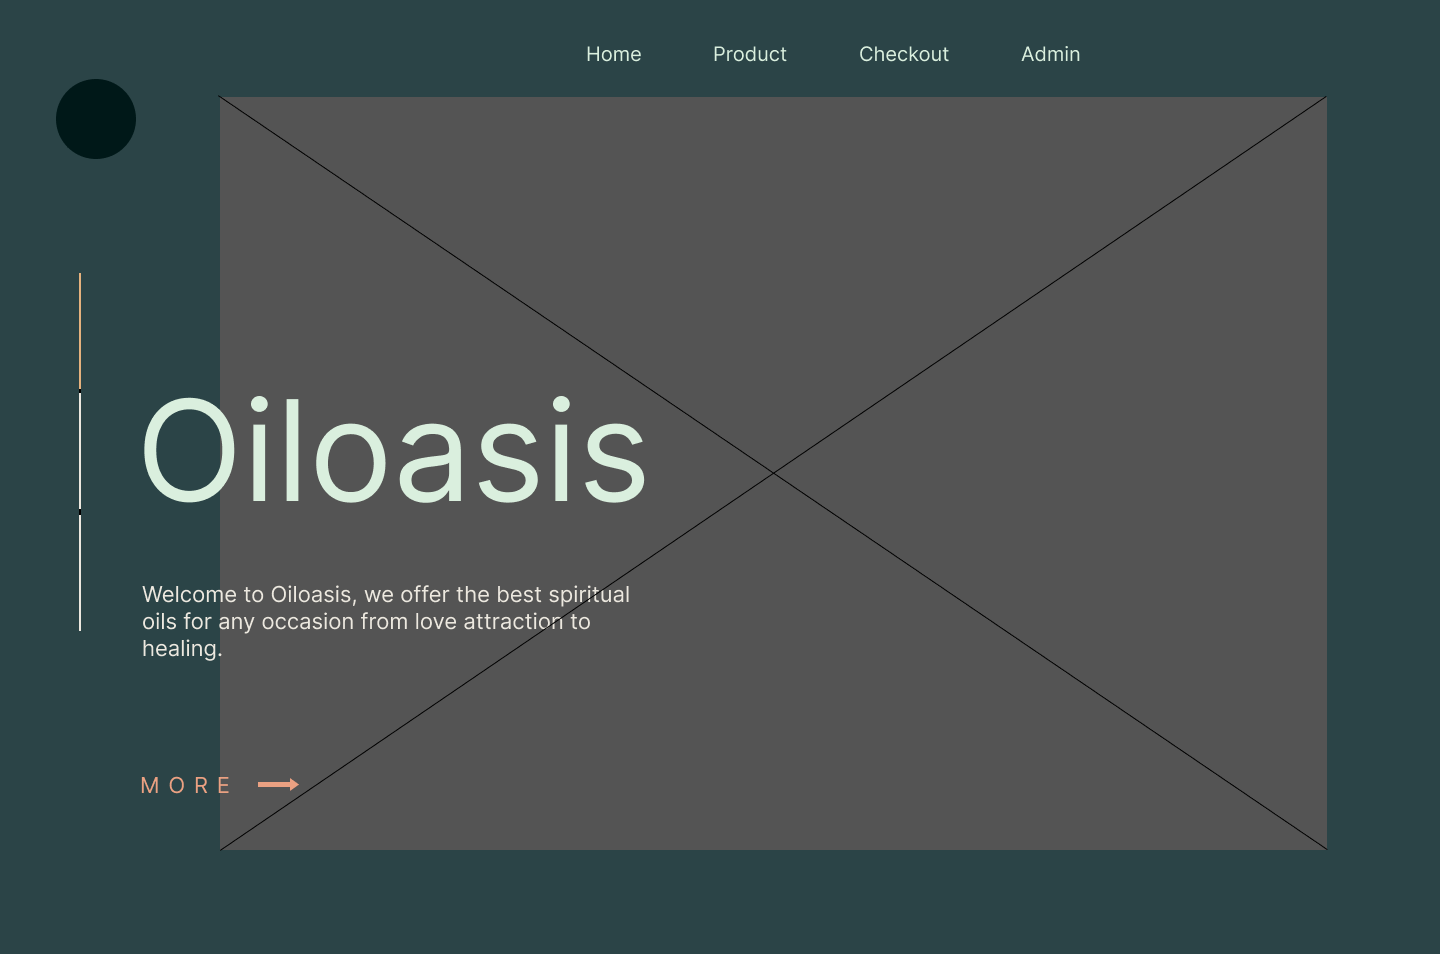 Home Product Checkout Admin
Oiloasis
Welcome to Oiloasis, we offer the best spiritual
oils for any occasion from love attraction to
healing.
MORE